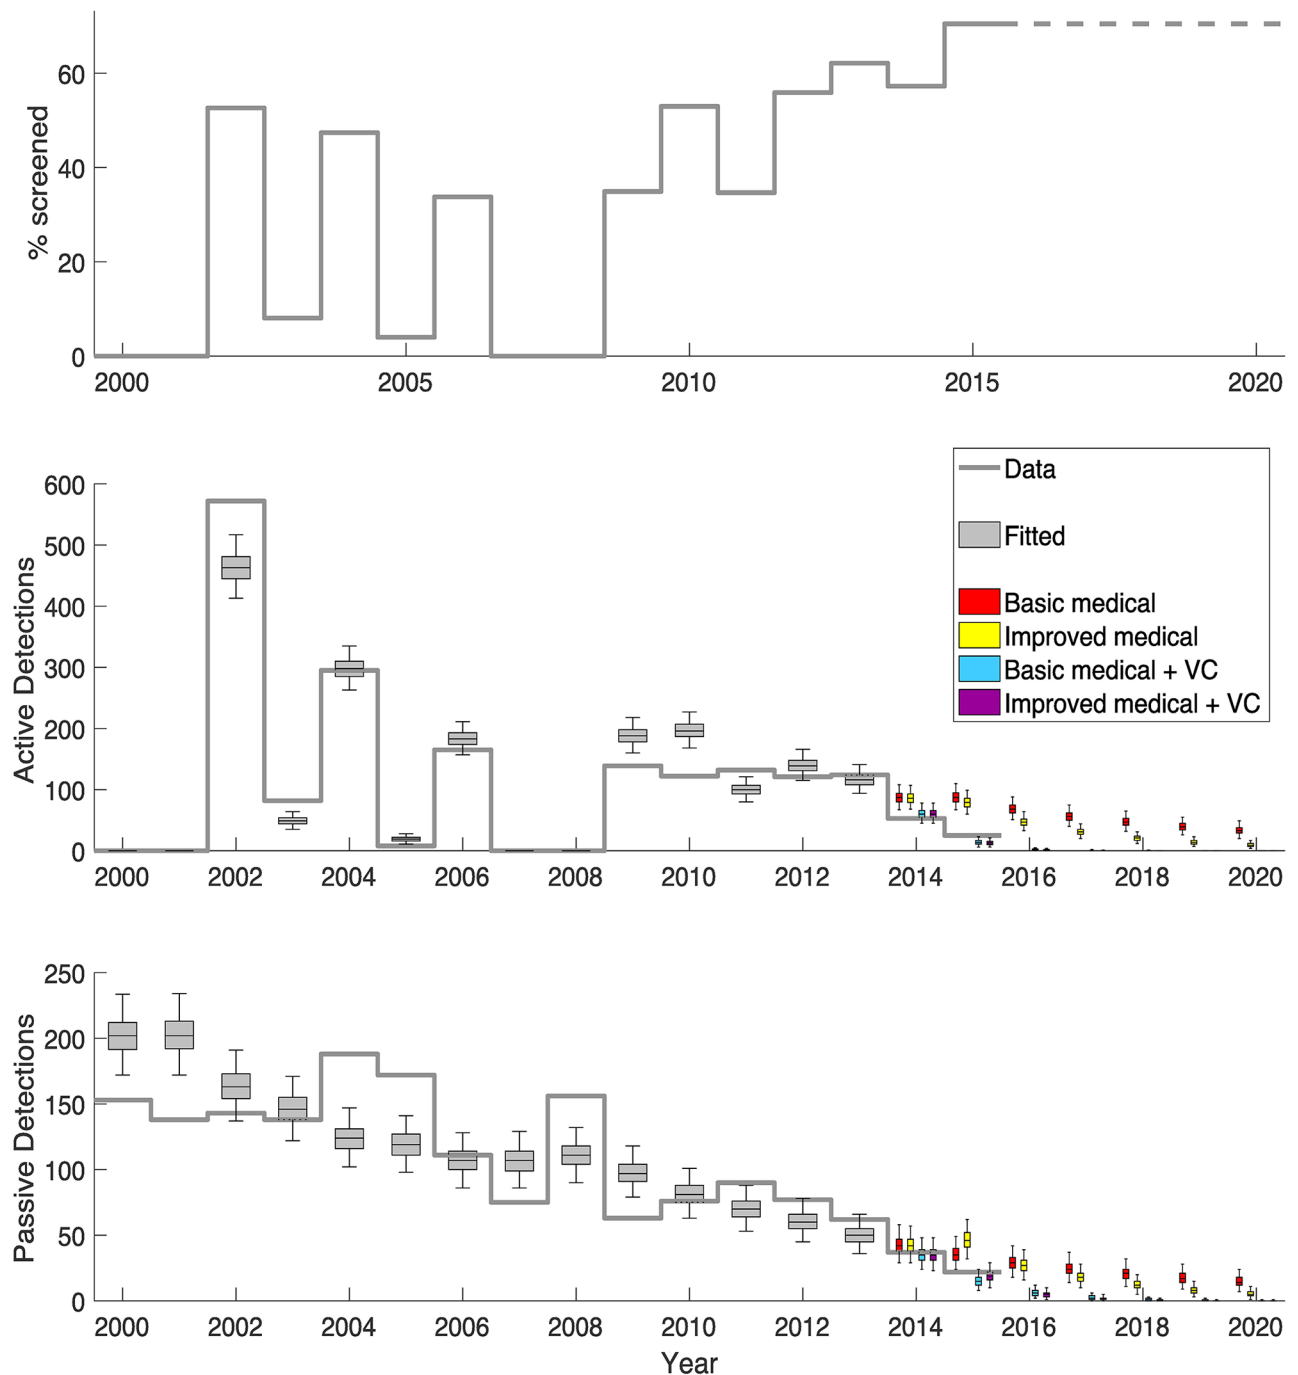 % screened
60
40
20
0
2000 2005 2010 2015 2020
Active Detections
600
500
400
300
200
100
0
2000 2002 2004 2006 2008 2010 2012 2014 2016 2018 2020
Data
Fitted
Basic medical
Improved medical
Basic medical + VC
Improved medical + VC
Passive Detections
250
200
150
100
50
0
2000 2002 2004 2006 2008 2010 2012 2014 2016 2018 2020
Year